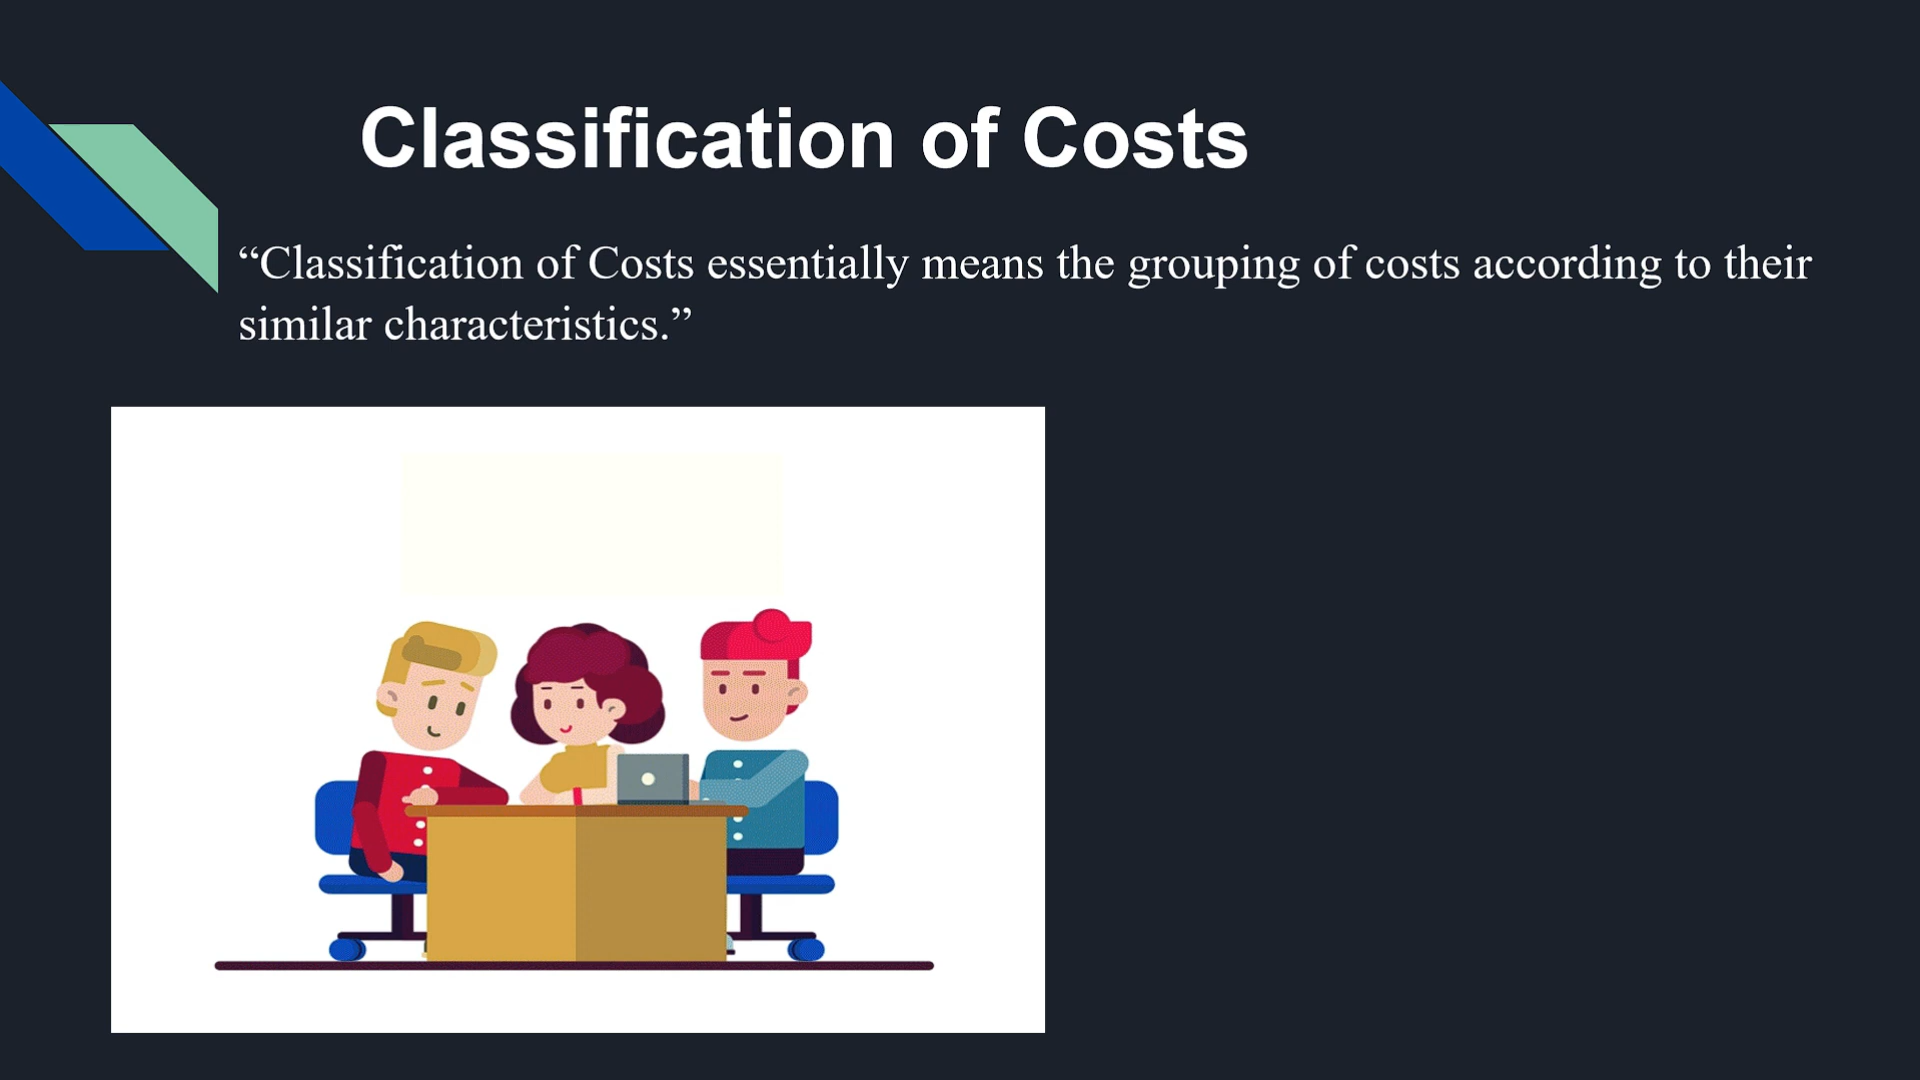 Classification of Costs
“Classification of Costs essentially means the grouping of costs according to their
similar characteristics.”